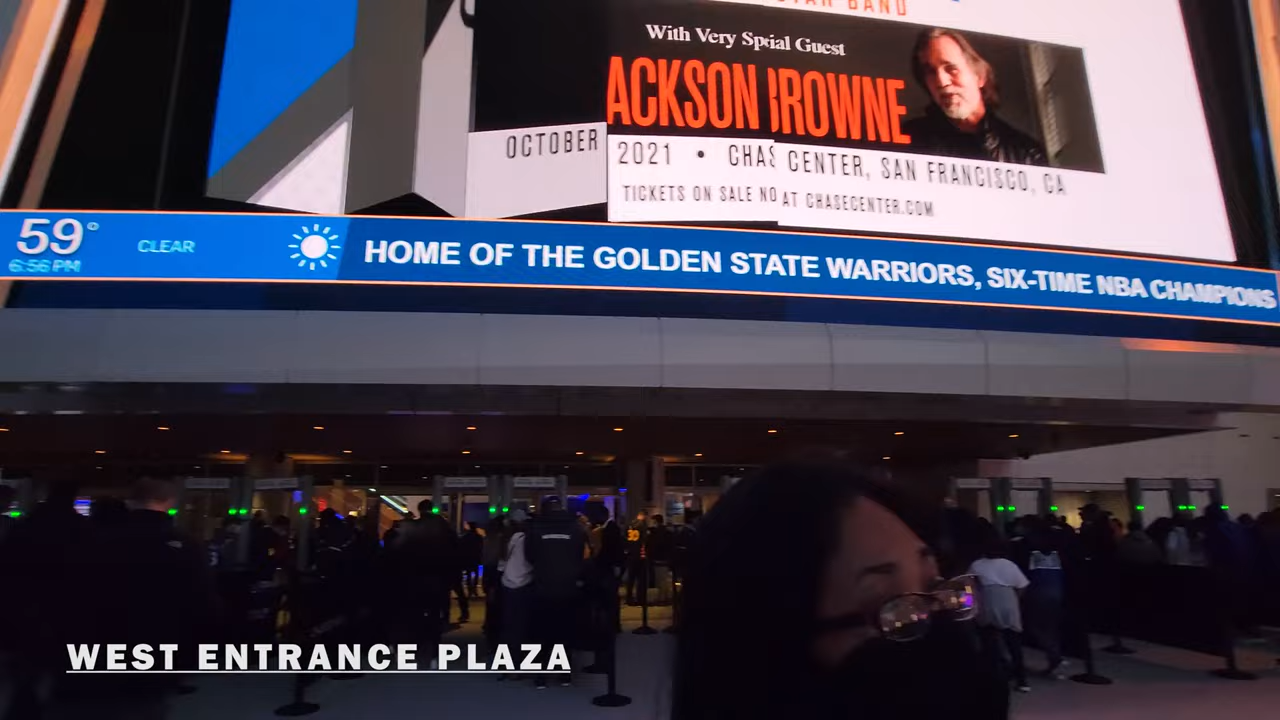 STAR BAND
With Very Spcial Guest
ACKSON BROWNE
OCTOBER 2021 • CHAS CENTER, SAN FRANCISCO, CA
TICKETS ON SALE NO AT CHASECENTER.COM
59°
6:56 PM
CLEAR
HOME OF THE GOLDEN STATE WARRIORS, SIX-TIME NBA CHAMPIONS
30
WEST ENTRANCE PLAZA